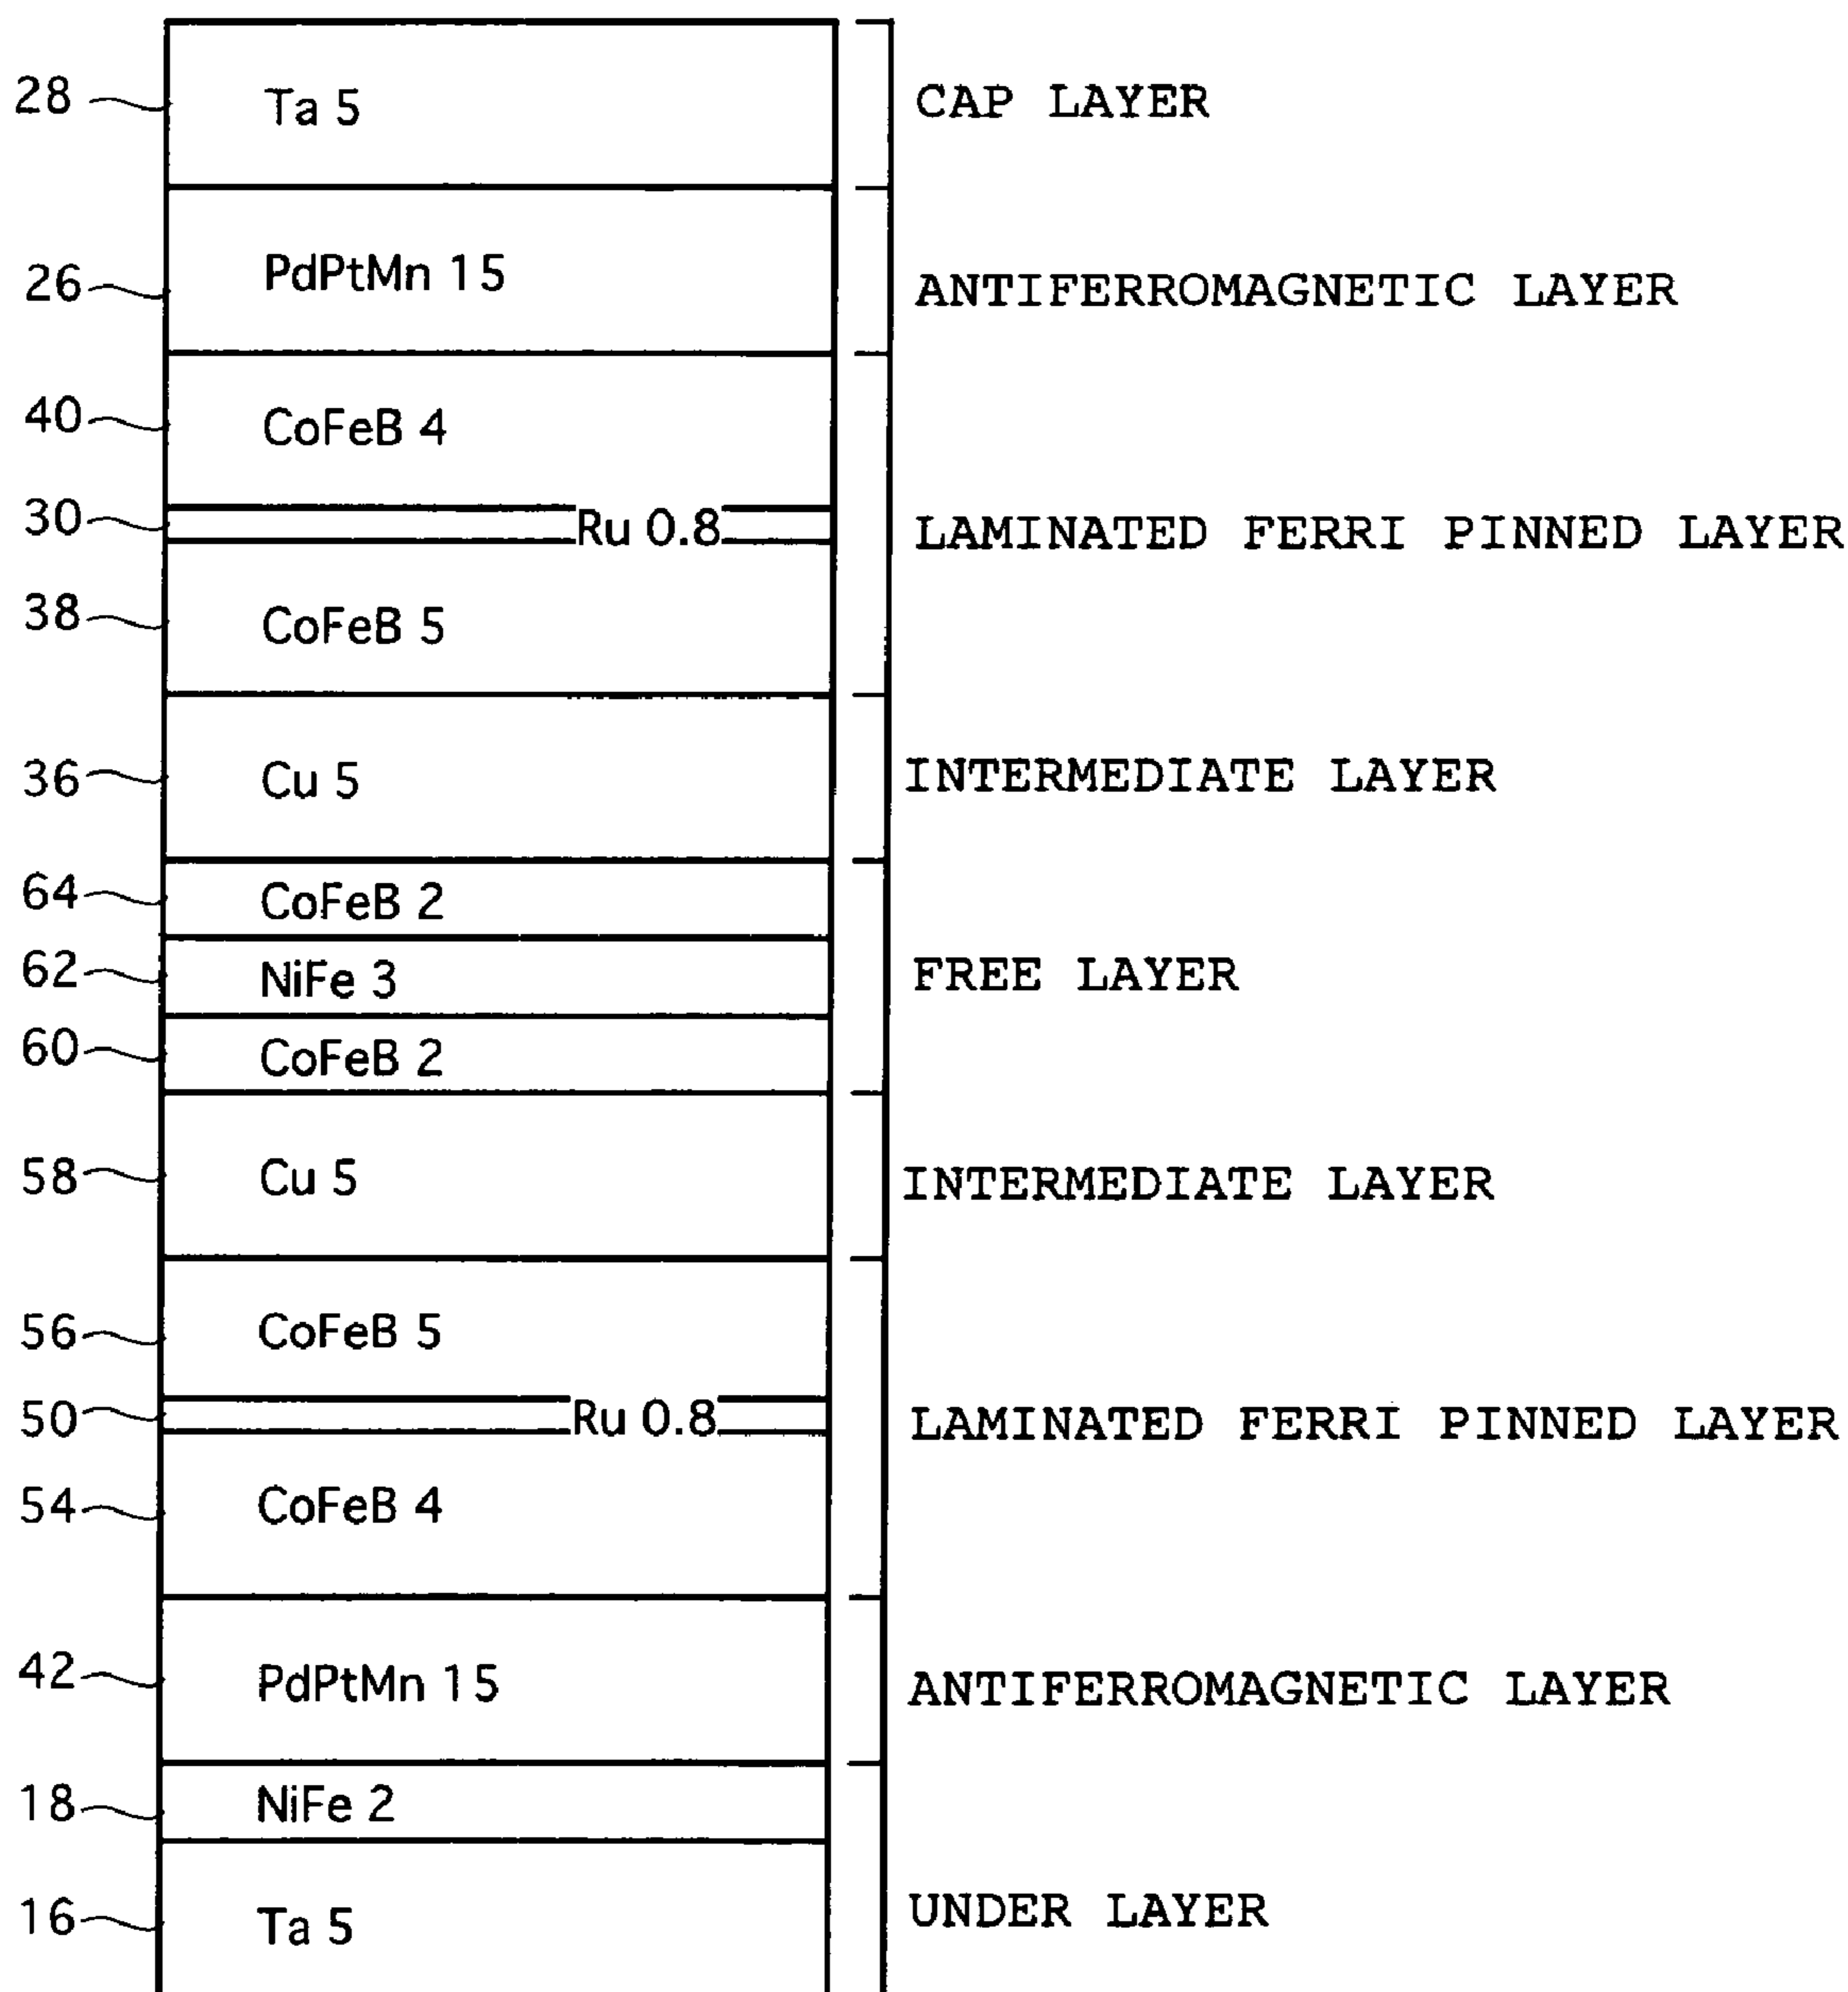 28 Ta 5 CAP LAYER
26 PdPtMn 15 ANTIFERROMAGNETIC LAYER
40 CoFeB 4
30 Ru 0.8 LAMINATED FERRI PINNED LAYER
38 CoFeB 5
36 Cu 5 INTERMEDIATE LAYER
64 CoFeB 2
62 NiFe 3 FREE LAYER
60 CoFeB 2
58 Cu 5 INTERMEDIATE LAYER
56 CoFeB 5
50 Ru 0.8 LAMINATED FERRI PINNED LAYER
54 CoFeB 4
42 PdPtMn 15 ANTIFERROMAGNETIC LAYER
18 NiFe 2
16 Ta 5 UNDER LAYER